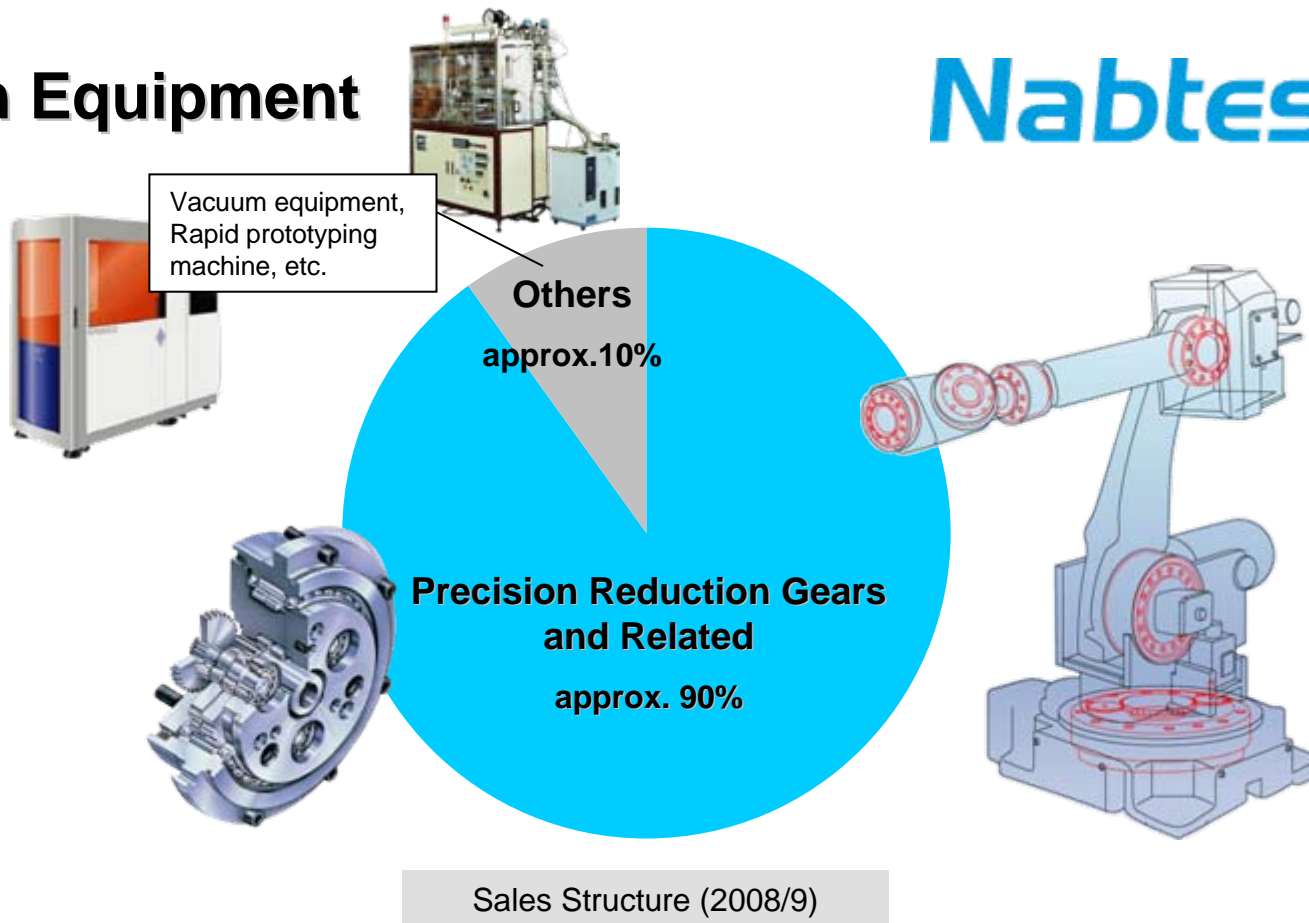 n Equipment
Nabtes
Vacuum equipment,
Rapid prototyping
machine, etc.
Others
approx.10%
Precision Reduction Gears
and Related
approx. 90%
Sales Structure (2008/9)